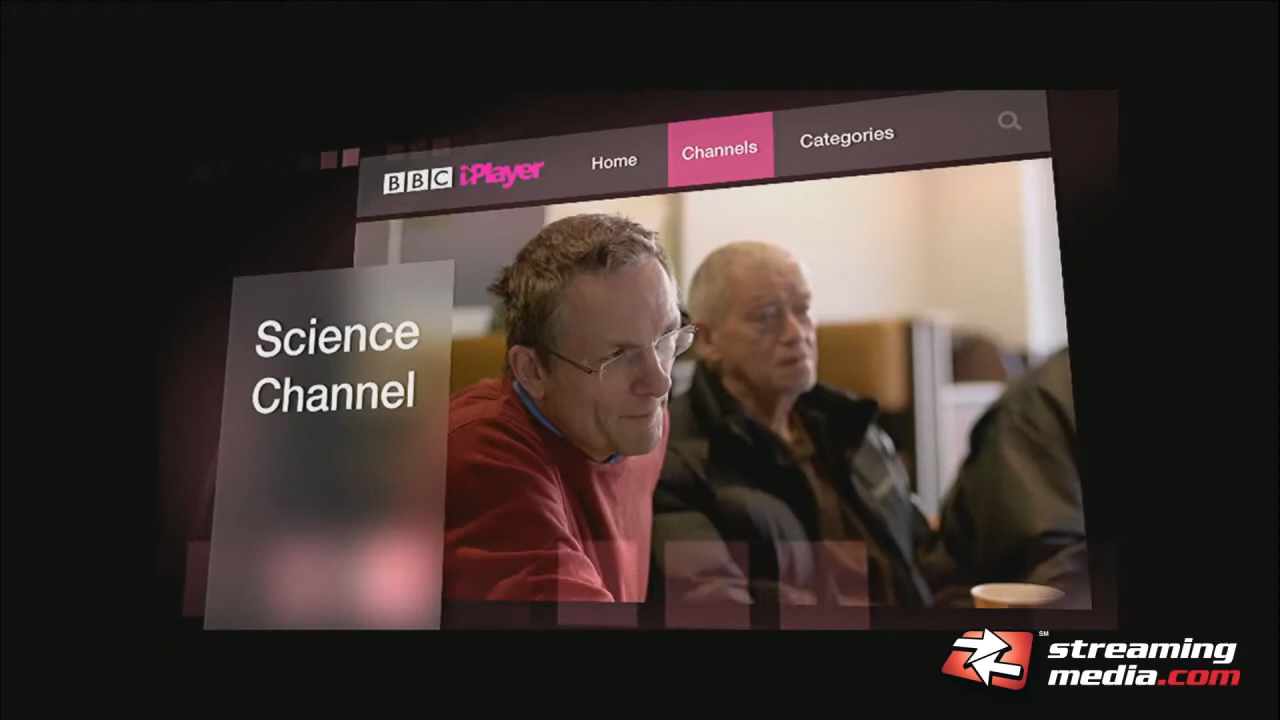 BBC iPlayer Home Channels Categories
Science
Channel
SM
streaming
media.com